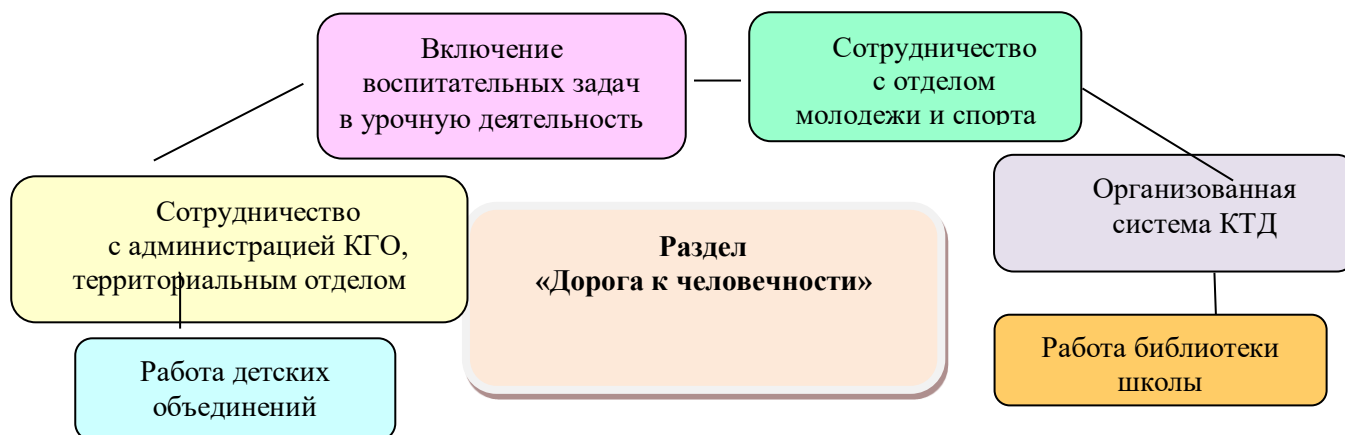 Включение
воспитательных задач
в урочную деятельность
Сотрудничество
с отделом
молодежи и спорта
Сотрудничество
с администрацией КГО,
территориальным отделом
Раздел
«Дорога к человечности»
Организованная
система КТД
Работа детских
объединений
Работа библиотеки
школы